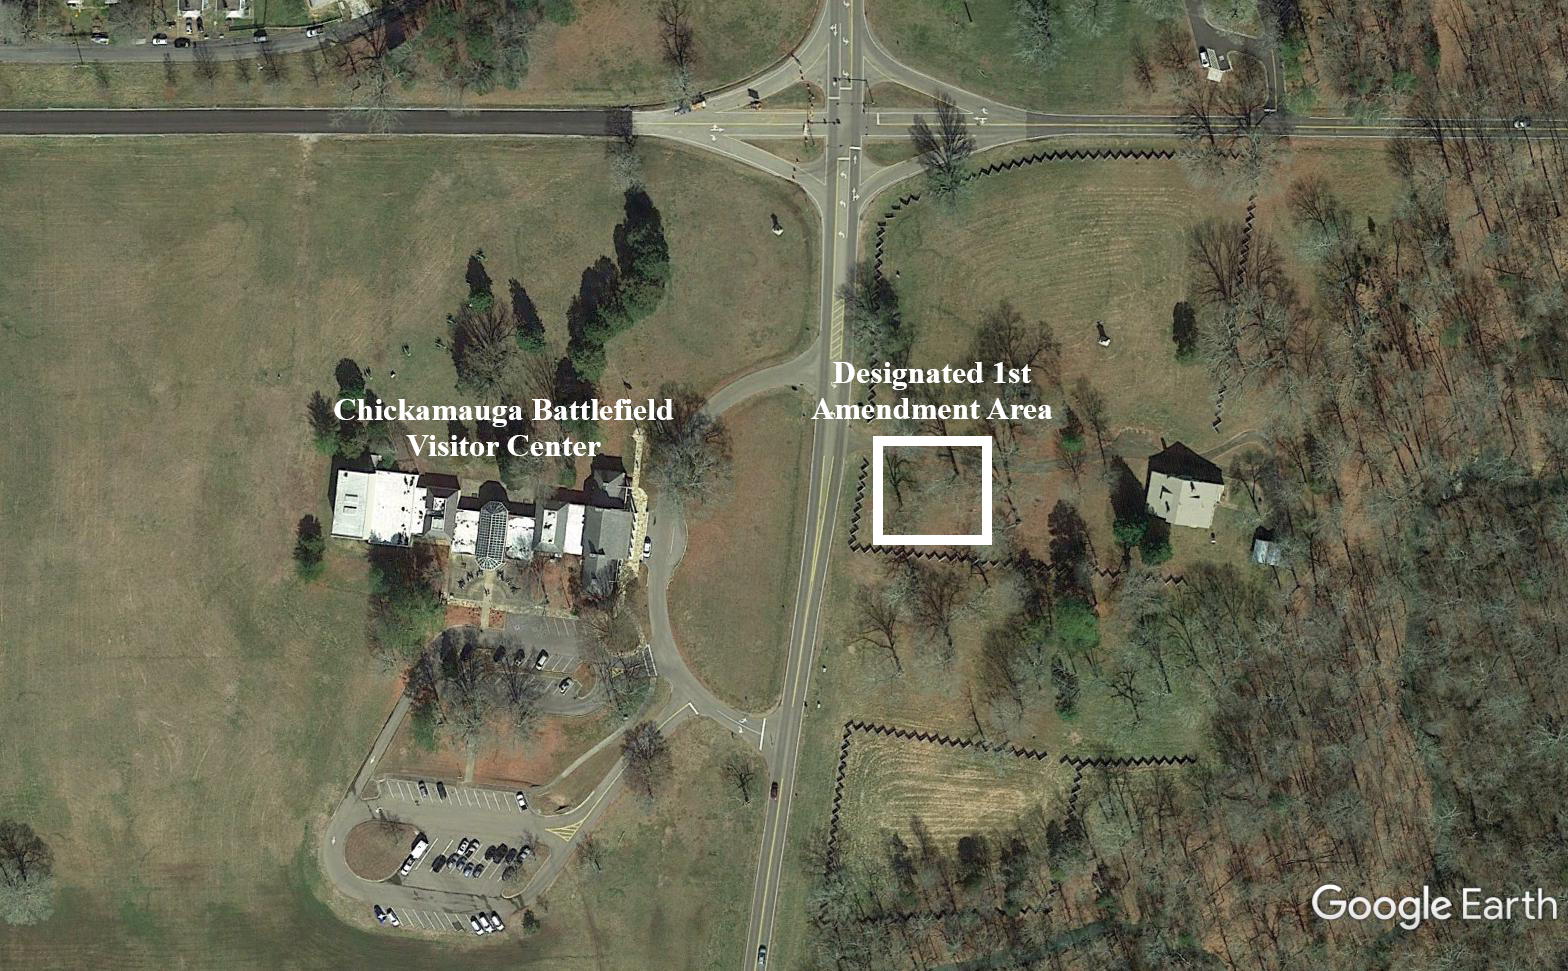 Designated 1st
Amendment Area
Chickamauga Battlefield
Visitor Center
Google Earth